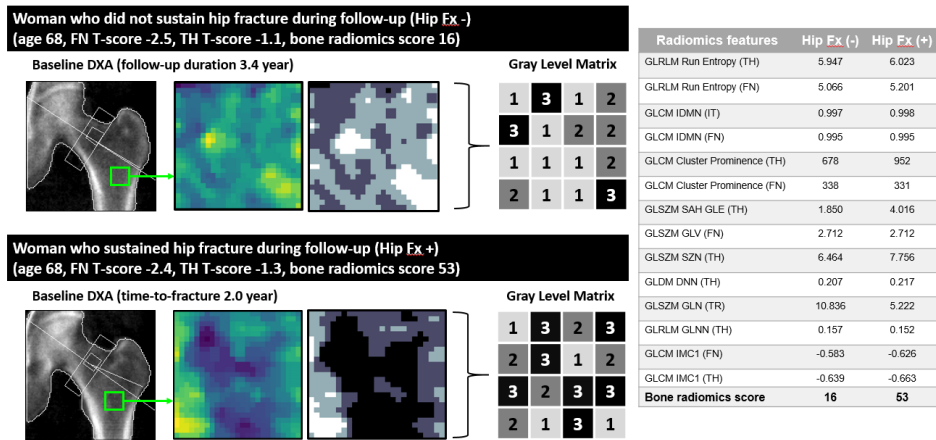 Woman who did not sustain hip fracture during follow-up (Hip Fx -)
(age 68, FN T-score -2.5, TH T-score -1.1, bone radiomics score 16)
Baseline DXA (follow-up duration 3.4 year)
Gray Level Matrix
1 3 1 2
3 1 2 2
1 1 1 2
2 1 1 3
Woman who sustained hip fracture during follow-up (Hip Fx +)
(age 68, FN T-score -2.4, TH T-score -1.3, bone radiomics score 53)
Baseline DXA (time-to-fracture 2.0 year)
Gray Level Matrix
1 3 2 3
2 3 1 2
3 2 3 3
2 1 3 1
Radiomics features Hip Fx (-) Hip Fx (+)
GLRLM Run Entropy (TH) 5.947 6.023
GLRLM Run Entropy (FN) 5.066 5.201
GLCM IDMN (IT) 0.997 0.998
GLCM IDMN (FN) 0.995 0.995
GLCM Cluster Prominence (TH) 678 952
GLCM Cluster Prominence (FN) 338 331
GLSZM SAH GLE (TH) 1.850 4.016
GLSZM GLV (FN) 2.712 2.712
GLSZM SZN (TH) 6.464 7.756
GLDM DNN (TH) 0.207 0.217
GLSZM GLN (TR) 10.836 5.222
GLRLM GLNN (TH) 0.157 0.152
GLCM IMC1 (FN) -0.583 -0.626
GLCM IMC1 (TH) -0.639 -0.663
Bone radiomics score 16 53